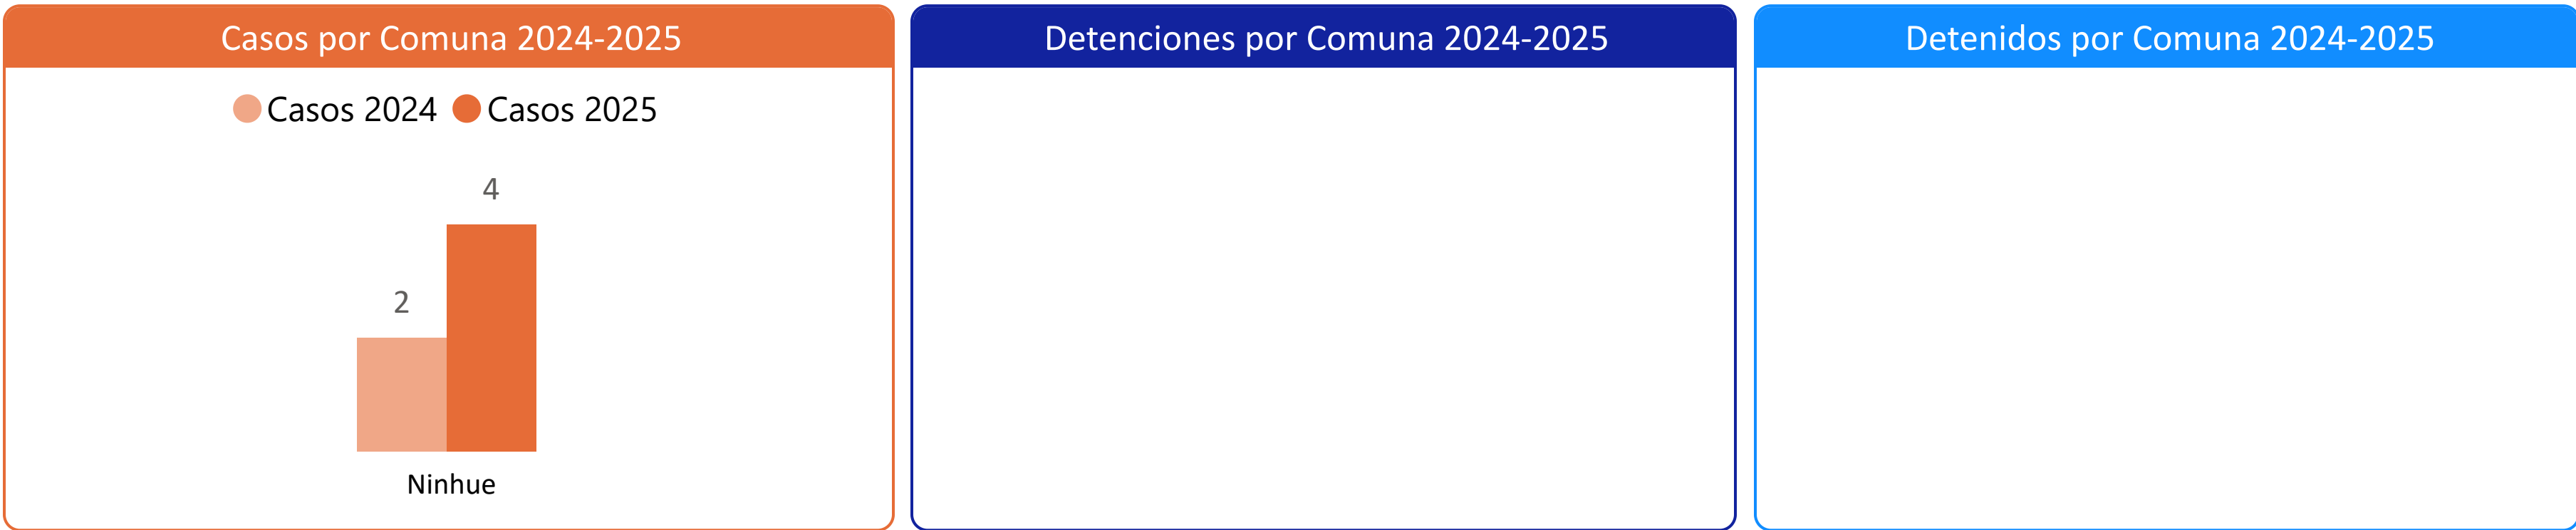 Casos por Comuna 2024-2025
Casos 2024 Casos 2025
4
2
Ninhue
Detenciones por Comuna 2024-2025
Detenidos por Comuna 2024-2025